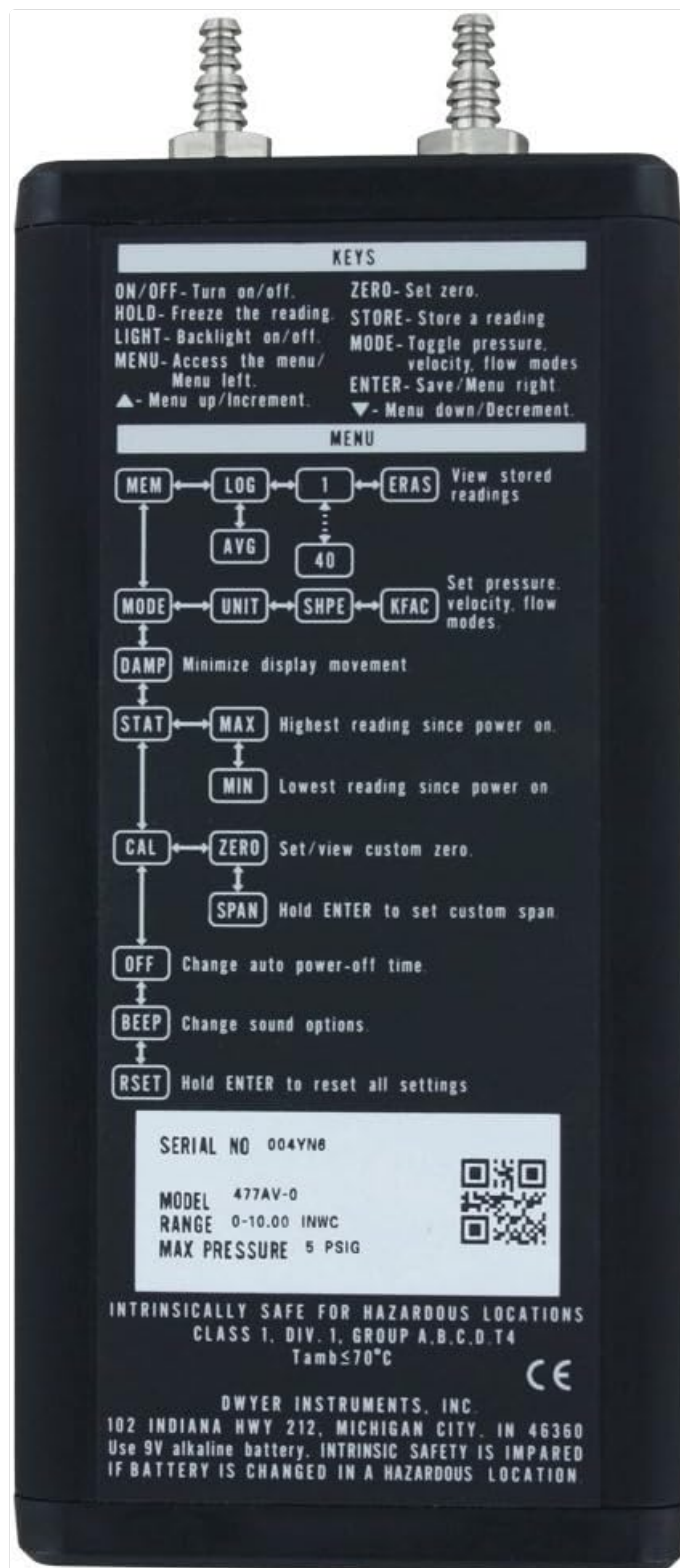 KEYS
ON/OFF- Turn on/off.
HOLD- Freeze the reading.
LIGHT- Backlight on/off.
MENU- Access the menu/
Menu left.
▲- Menu up/Increment.
ZERO- Set zero.
STORE- Store a reading
MODE- Toggle pressure,
velocity, flow modes
ENTER- Save/Menu right.
▼- Menu down/Decrement.
MENU
MEM LOG 1 ERAS View stored
readings
AVG 40
MODE UNIT SHPE KFAC Set pressure,
velocity, flow
modes.
DAMP Minimize display movement
STAT MAX Highest reading since power on.
MIN Lowest reading since power on
CAL ZERO Set/view custom zero.
SPAN Hold ENTER to set custom span.
OFF Change auto power-off time.
BEEP Change sound options.
RSET Hold ENTER to reset all settings
SERIAL NO 004YN6
MODEL 477AV-0
RANGE 0-10.00 INWC
MAX PRESSURE 5 PSIG
INTRINSICALLY SAFE FOR HAZARDOUS LOCATIONS
CLASS 1, DIV. 1, GROUP A,B,C,D,T4
Tamb≤70°C
CE
DWYER INSTRUMENTS, INC.
102 INDIANA HWY 212, MICHIGAN CITY, IN 46360
Use 9V alkaline battery. INTRINSIC SAFETY IS IMPARED
IF BATTERY IS CHANGED IN A HAZARDOUS LOCATION